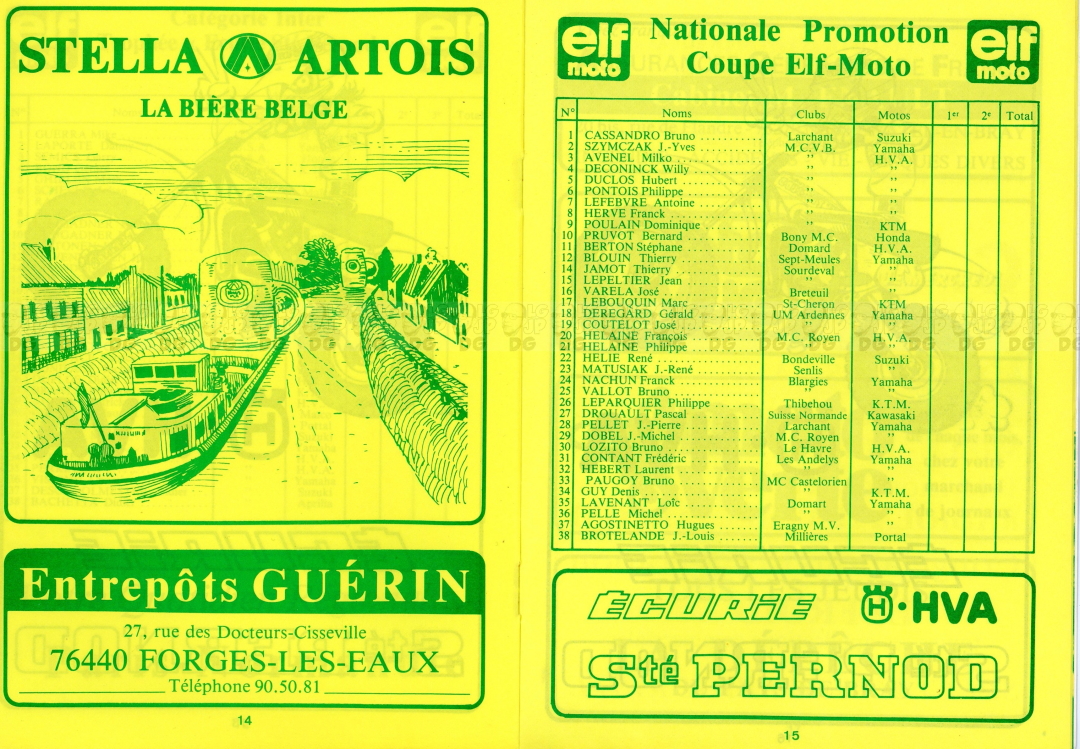 STELLA ARTOIS
LA BIÈRE BELGE
Entrepôts GUÉRIN
27, rue des Docteurs-Cisseville
76440 FORGES-LES-EAUX
Téléphone 90.50.81
14
elf moto
Nationale Promotion
Coupe Elf-Moto
elf moto
N° Noms Clubs Motos 1er 2e Total
1 CASSANDRO Bruno Larchant Suzuki
2 SZYMCZAK J.-Yves M.C.V.B. Yamaha
3 AVENEL Milko '' H.V.A.
4 DECONINCK Willy '' ''
5 DUCLOS Hubert '' ''
6 PONTOIS Philippe '' ''
7 LEFEBVRE Antoine '' ''
8 HERVE Franck '' ''
9 POULAIN Dominique '' KTM
10 PRUVOT Bernard Bony M.C. Honda
11 BERTON Stéphane Domard H.V.A.
12 BLOUIN Thierry Sept-Meules Yamaha
14 JAMOT Thierry Sourdeval ''
15 LEPELTIER Jean '' ''
16 VARELA José Breteuil ''
17 LEBOUQUIN Marc St-Cheron KTM
18 DEREGARD Gérald UM Ardennes Yamaha
19 COUTELOT José '' ''
20 HELAINE François M.C. Royen H.V.A.
21 HELAINE Philippe '' ''
22 HELIE René Bondeville Suzuki
23 MATUSIAK J.-René Senlis ''
24 NACHUN Franck Blargies Yamaha
25 VALLOT Bruno '' ''
26 LEPARQUIER Philippe Thibehou K.T.M.
27 DROUAULT Pascal Suisse Normande Kawasaki
28 PELLET J.-Pierre Larchant Yamaha
29 DOBEL J.-Michel M.C. Royen ''
30 LOZITO Bruno Le Havre H.V.A.
31 CONTANT Frédéric Les Andelys Yamaha
32 HEBERT Laurent '' ''
33 PAUGOY Bruno MC Castelorien ''
34 GUY Denis '' K.T.M.
35 LAVENANT Loïc Domart Yamaha
36 PELLE Michel '' ''
37 AGOSTINETTO Hugues Eragny M.V. ''
38 BROTELANDE J.-Louis Millières Portal
ÉCURIE H·HVA
Sté PERNOD
15